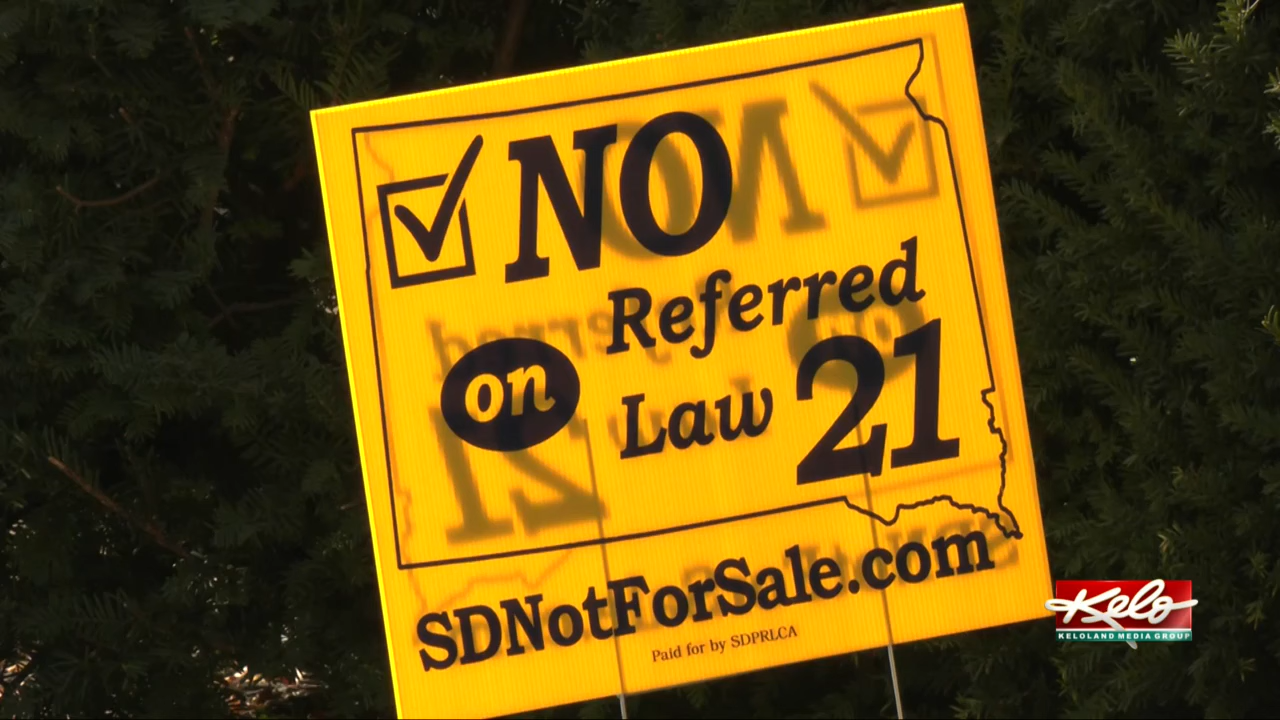 NO
on Referred
Law 21
SDNotForSale.com
Paid for by SDPRLCA
Kelo
KELOLAND MEDIA GROUP